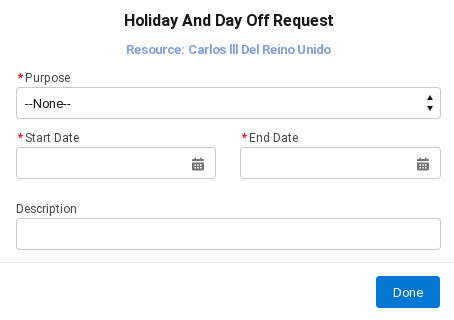 Holiday And Day Off Request
Resource: Carlos lll Del Reino Unido
* Purpose
--None--
* Start Date
* End Date
Description
Done